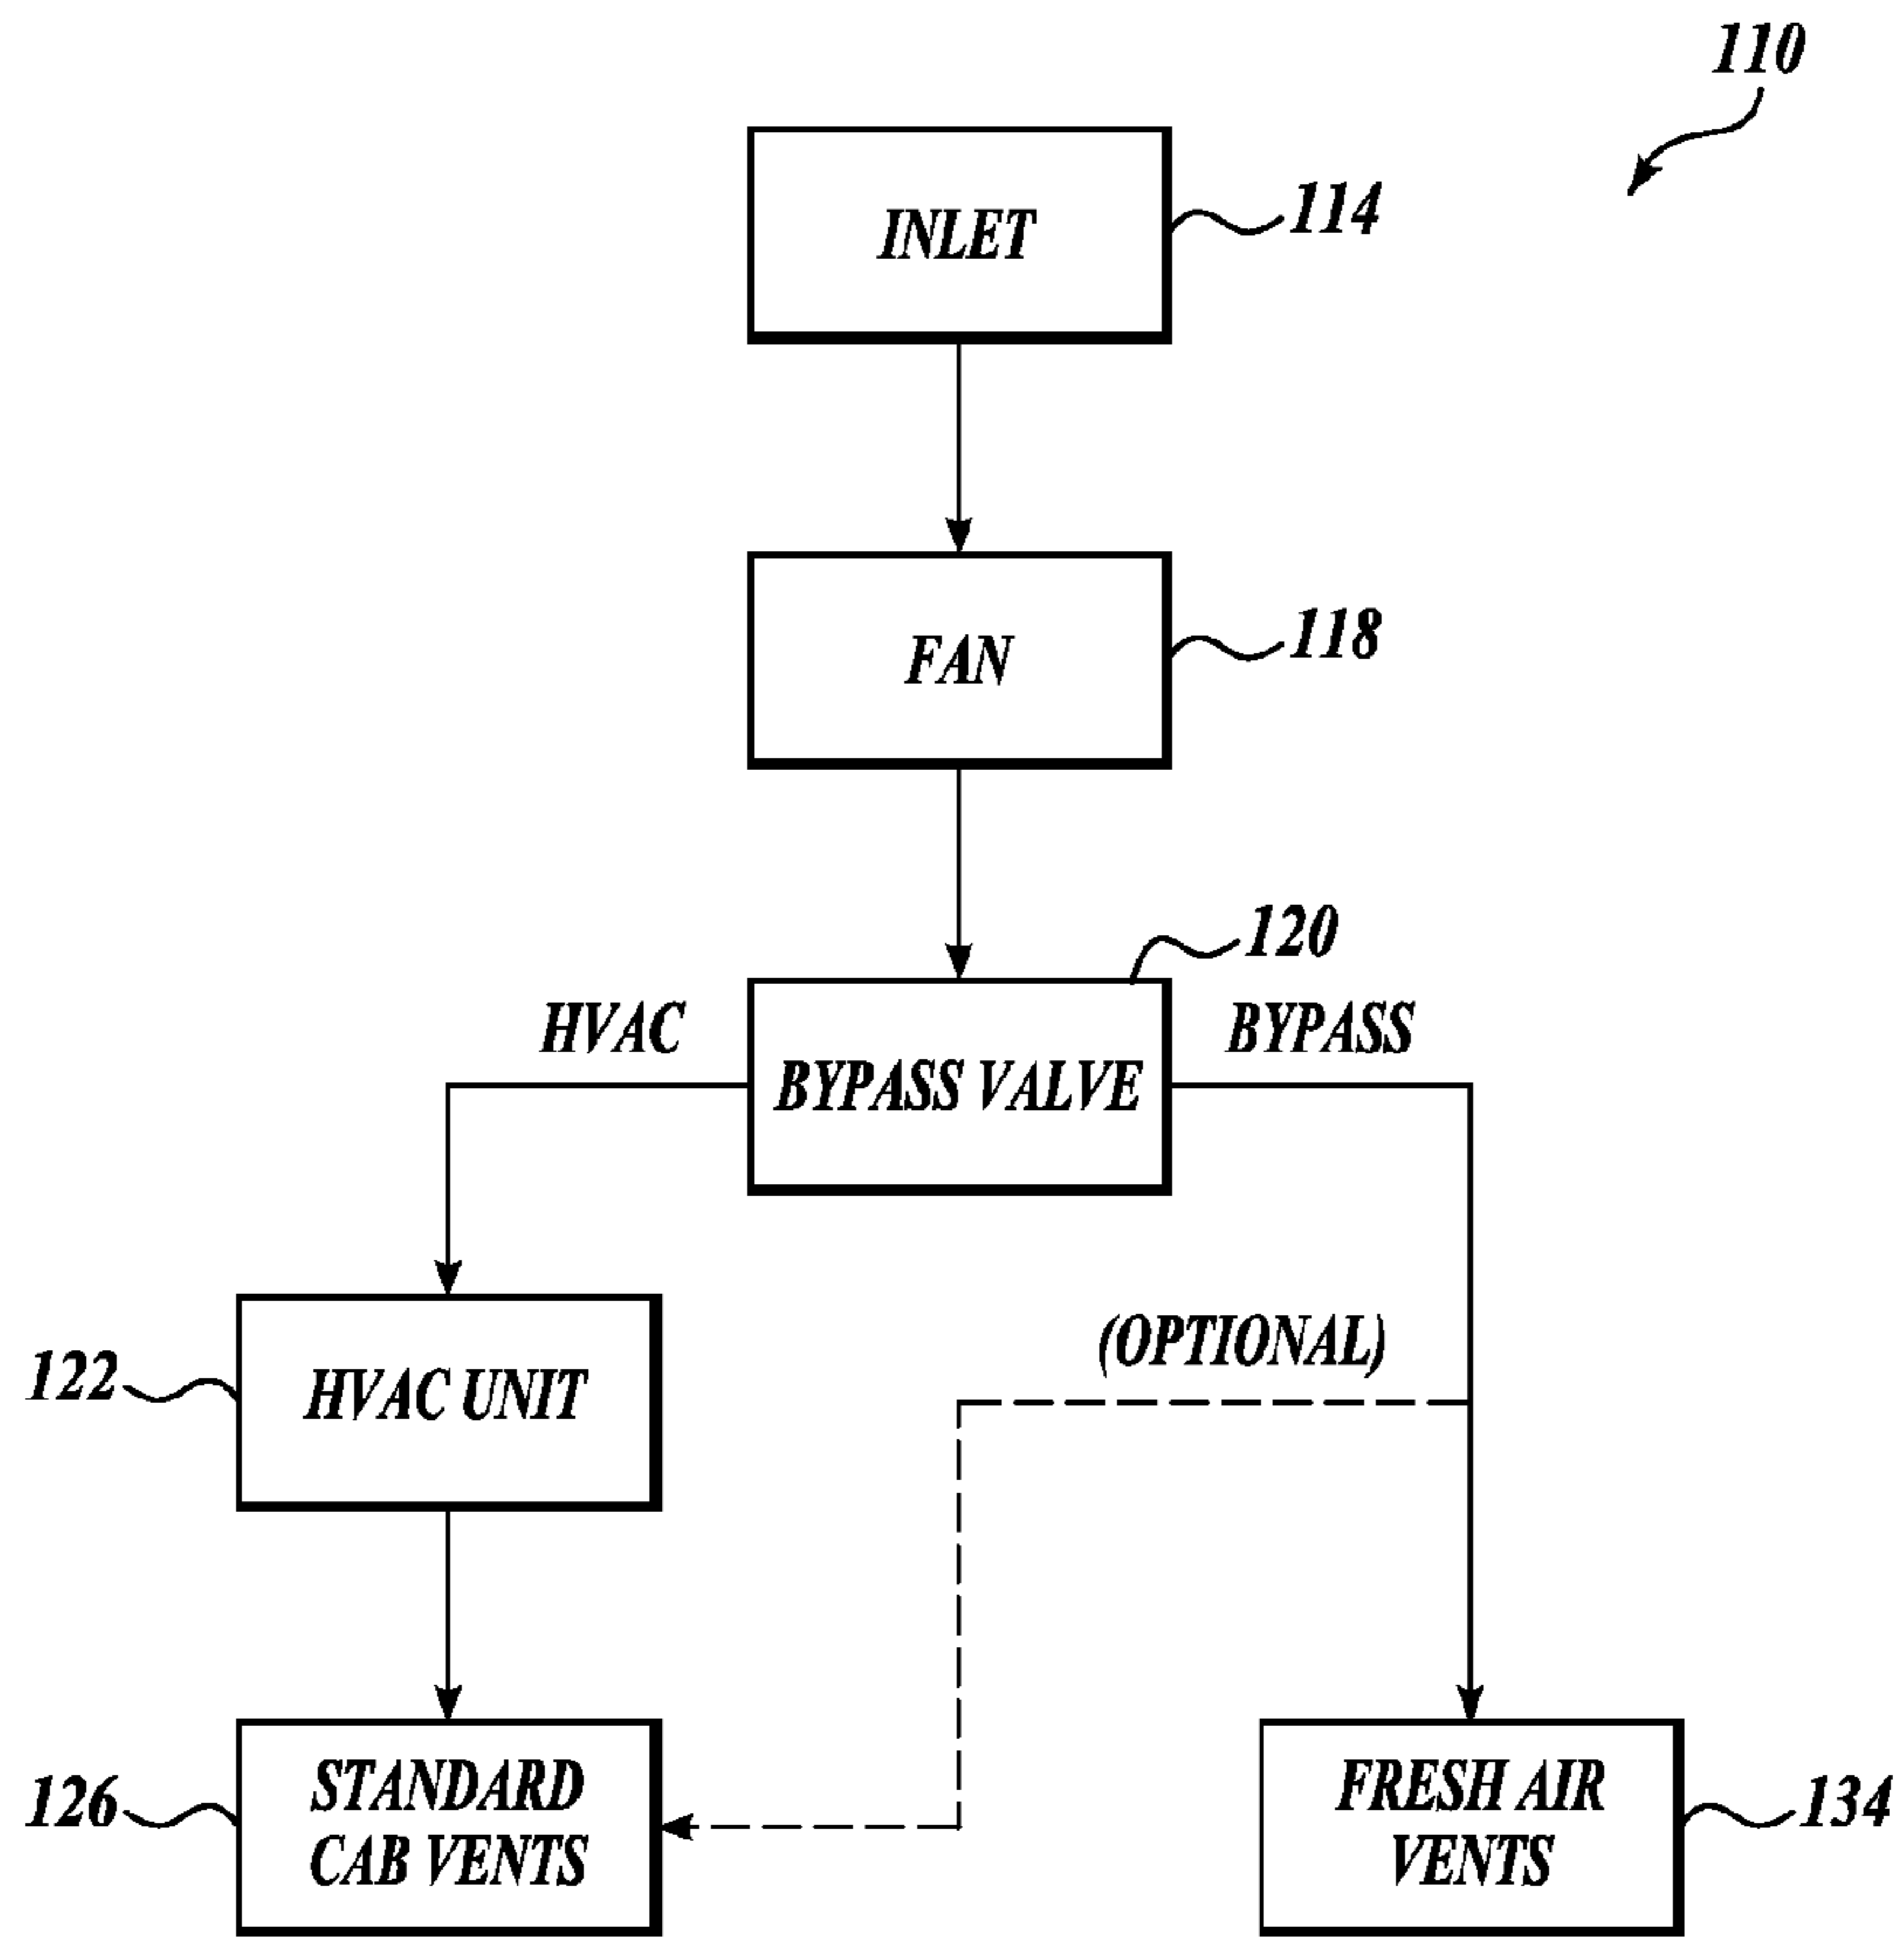 110
INLET
114
FAN
118
120
HVAC
BYPASS
BYPASS VALVE
(OPTIONAL)
122
HVAC UNIT
126
STANDARD
CAB VENTS
FRESH AIR
VENTS
134